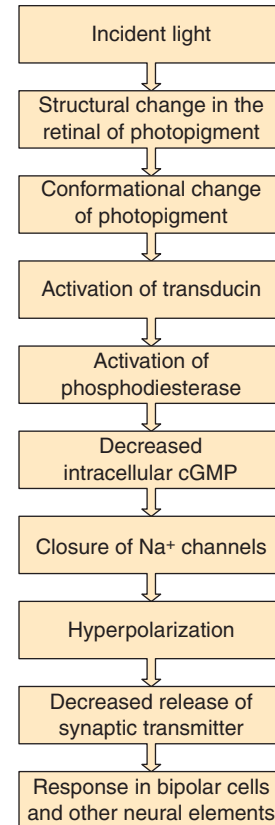 Incident light
Structural change in the
retinal of photopigment
Conformational change
of photopigment
Activation of transducin
Activation of
phosphodiesterase
Decreased
intracellular cGMP
Closure of Na⁺ channels
Hyperpolarization
Decreased release of
synaptic transmitter
Response in bipolar cells
and other neural elements